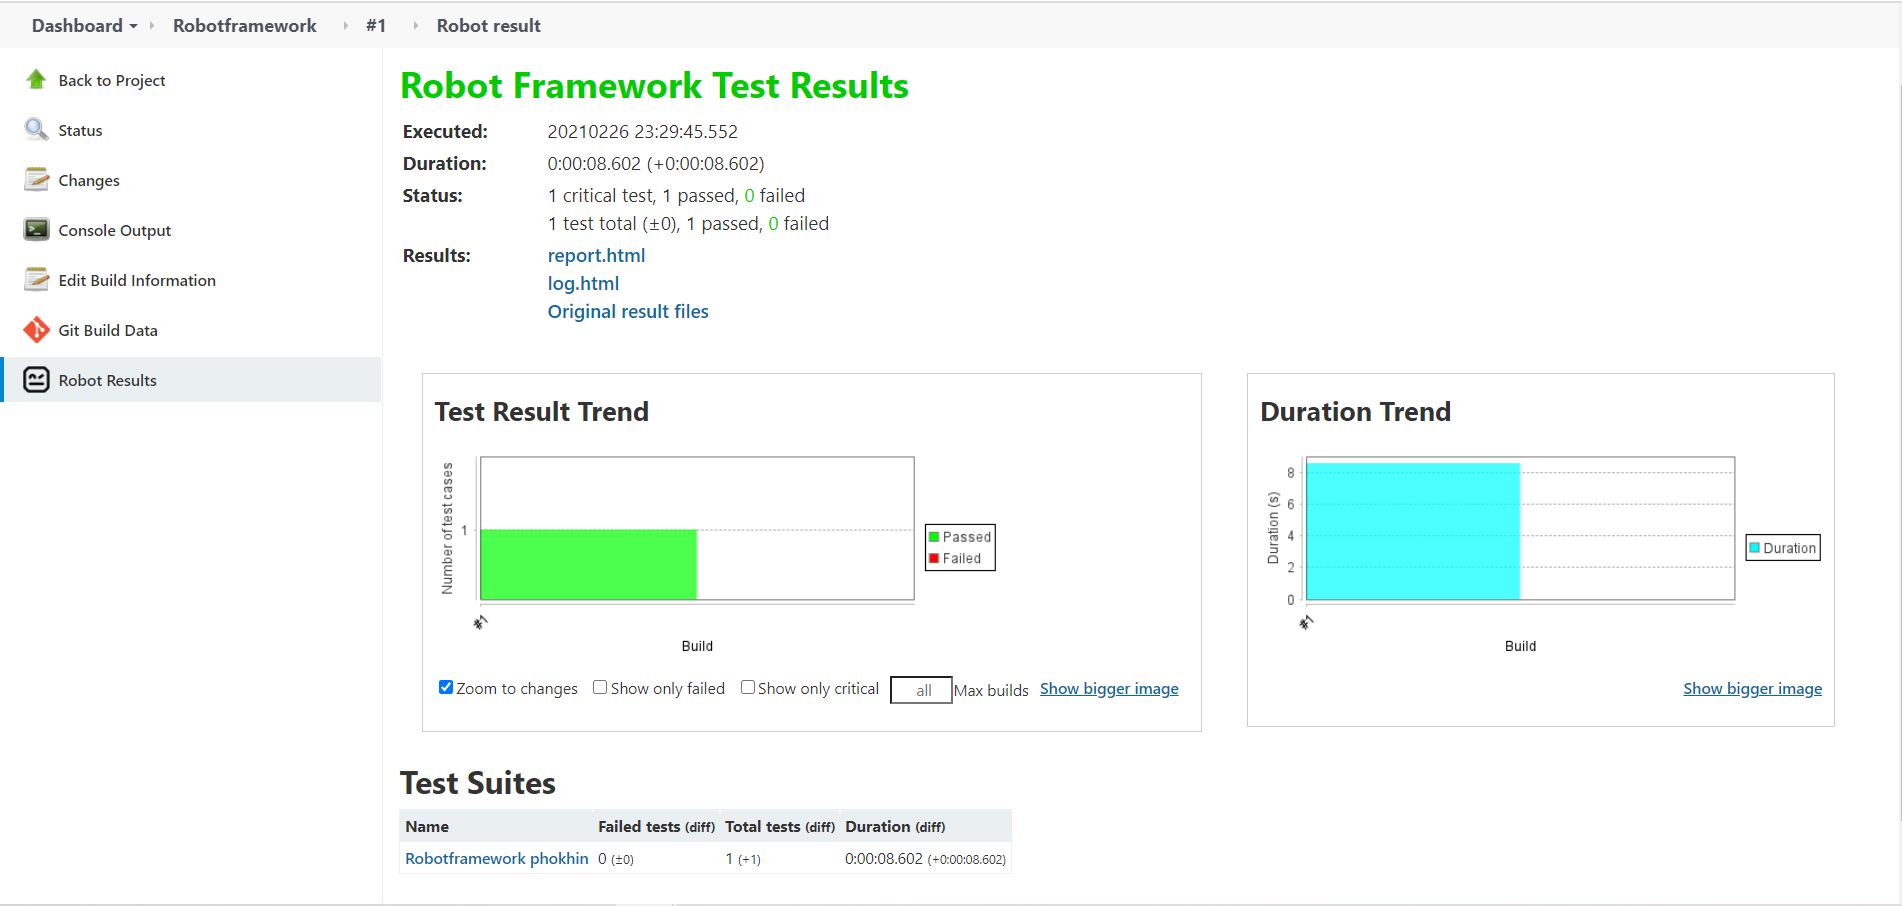 Dashboard Robotframework #1 Robot result
Back to Project
Status
Changes
Console Output
Edit Build Information
Git Build Data
Robot Results
Robot Framework Test Results
Executed: 20210226 23:29:45.552
Duration: 0:00:08.602 (+0:00:08.602)
Status: 1 critical test, 1 passed, 0 failed
1 test total (±0), 1 passed, 0 failed
Results: report.html
log.html
Original result files
Test Result Trend
Number of test cases
1
Passed
Failed
#1
Build
Zoom to changes Show only failed Show only critical all Max builds Show bigger image
Duration Trend
Duration (s)
8
6
4
2
0
Duration
#1
Build
Show bigger image
Test Suites
Name Failed tests (diff) Total tests (diff) Duration (diff)
Robotframework phokhin 0 (±0) 1 (+1) 0:00:08.602 (+0:00:08.602)